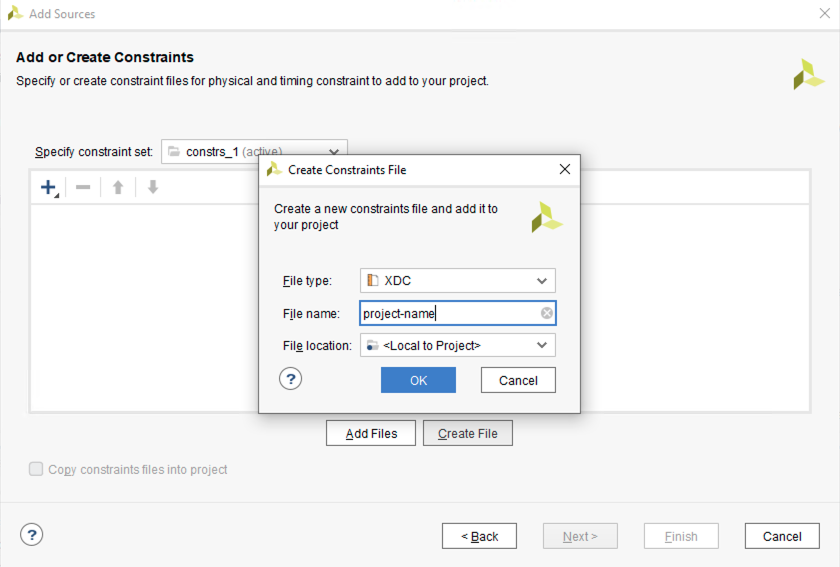 Add Sources
Add or Create Constraints
Specify or create constraint files for physical and timing constraint to add to your project.
Specify constraint set: constrs_1 (active)
Create Constraints File
Create a new constraints file and add it to
your project
File type: XDC
File name: project-name
File location: <Local to Project>
? OK Cancel
Add Files Create File
Copy constraints files into project
? < Back Next > Finish Cancel